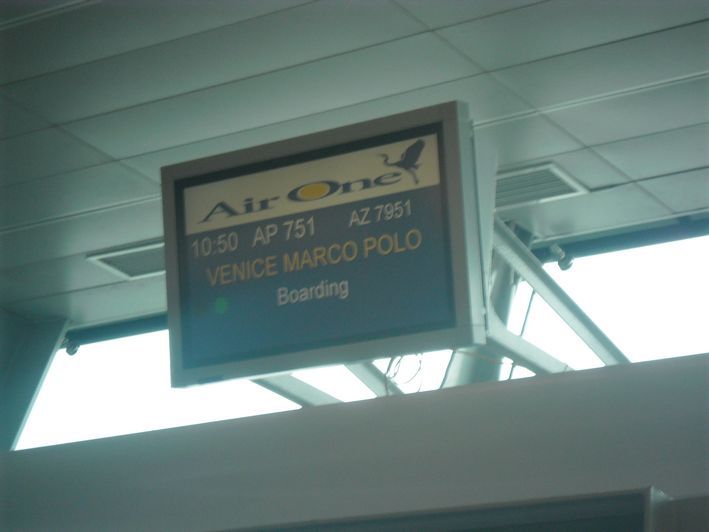 Air One
10:50 AP 751 AZ 7951
VENICE MARCO POLO
Boarding